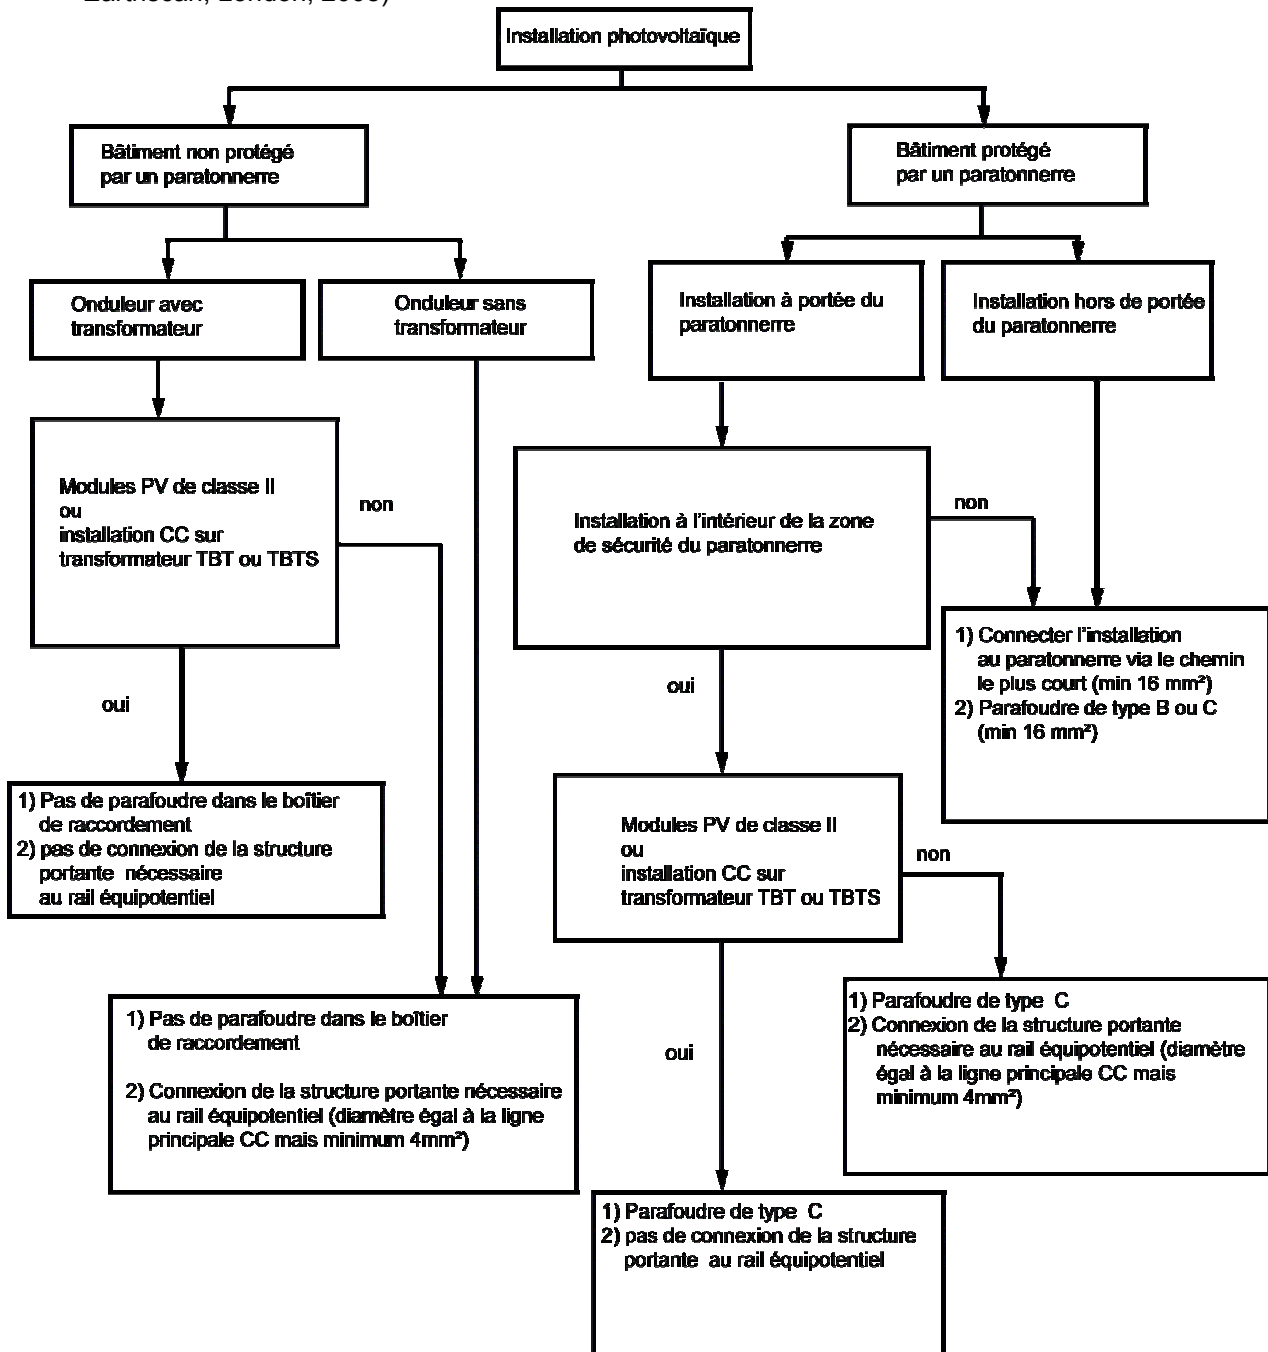 Earthscan, London, 2008)
Installation photovoltaïque
Bâtiment non protégé
par un paratonnerre
Bâtiment protégé
par un paratonnerre
Onduleur avec
transformateur
Onduleur sans
transformateur
Installation à portée du
paratonnerre
Installation hors de portée
du paratonnerre
Modules PV de classe II
ou
installation CC sur
transformateur TBT ou TBTS
non
Installation à l'intérieur de la zone
de sécurité du paratonnerre
non
oui
oui
1) Connecter l'installation
au paratonnerre via le chemin
le plus court (min 16 mm²)
2) Parafoudre de type B ou C
(min 16 mm²)
1) Pas de parafoudre dans le boîtier
de raccordement
2) pas de connexion de la structure
portante nécessaire
au rail équipotentiel
Modules PV de classe II
ou
installation CC sur
transformateur TBT ou TBTS
non
oui
1) Pas de parafoudre dans le boîtier
de raccordement
2) Connexion de la structure portante nécessaire
au rail équipotentiel (diamètre égal à la ligne
principale CC mais minimum 4mm²)
1) Parafoudre de type C
2) Connexion de la structure portante
nécessaire au rail équipotentiel (diamètre
égal à la ligne principale CC mais
minimum 4mm²)
1) Parafoudre de type C
2) pas de connexion de la structure
portante au rail équipotentiel